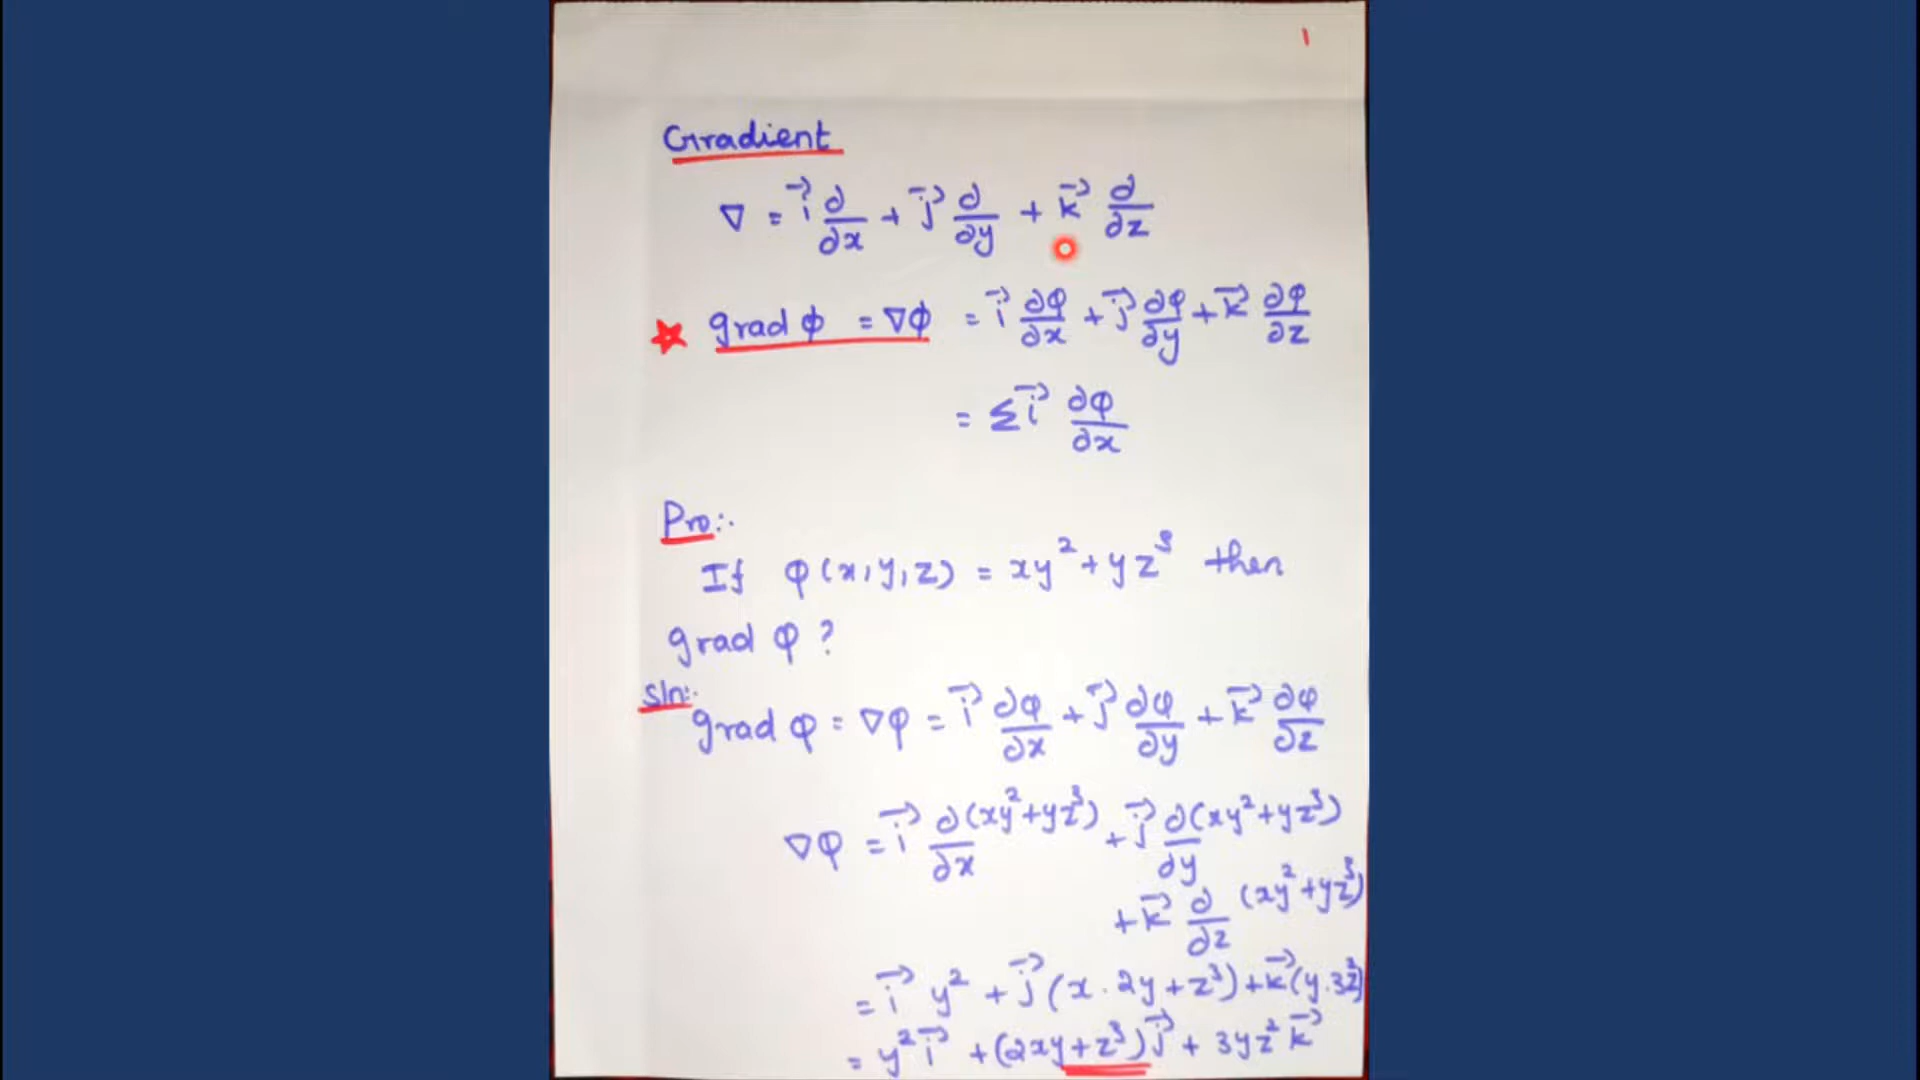 1
Gradient
∇ = i⃗ ∂/∂x + j⃗ ∂/∂y + k⃗ ∂/∂z
★ grad ϕ = ∇ϕ = i⃗ ∂φ/∂x + j⃗ ∂φ/∂y + k⃗ ∂φ/∂z
= Σ i⃗ ∂φ/∂x
Pro:.
If φ(x,y,z) = xy² + yz³ then
grad φ ?
Sln:.
grad φ = ∇φ = i⃗ ∂φ/∂x + j⃗ ∂φ/∂y + k⃗ ∂φ/∂z
∇φ = i⃗ ∂/∂x (xy²+yz³) + j⃗ ∂/∂y (xy²+yz³)
+ k⃗ ∂/∂z (xy²+yz³)
= i⃗ y² + j⃗ (x.2y + z³) + k⃗ (y.3z²)
= y² i⃗ + (2xy + z³) j⃗ + 3yz² k⃗